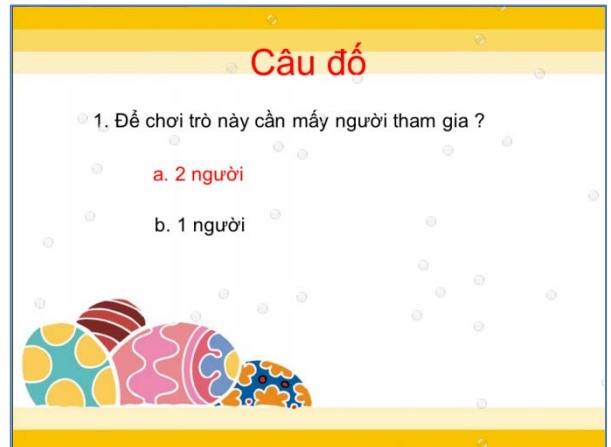 Câu đố
1. Để chơi trò này cần mấy người tham gia ?
a. 2 người
b. 1 người